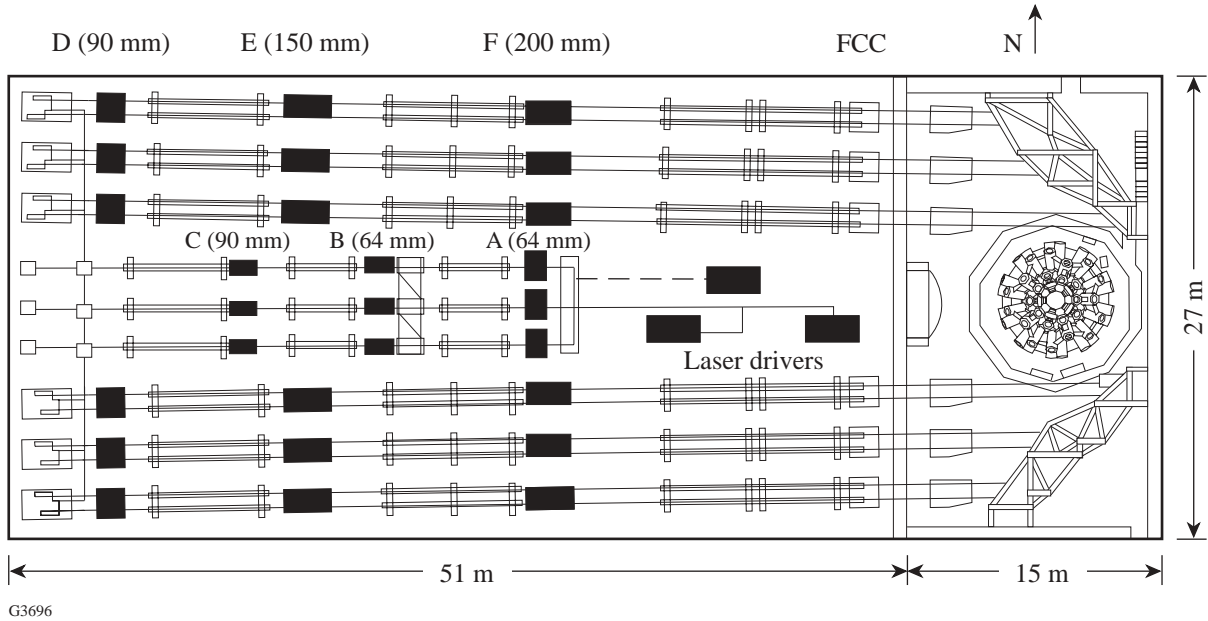 D (90 mm) E (150 mm) F (200 mm) FCC N
C (90 mm) B (64 mm) A (64 mm)
Laser drivers
27 m
51 m 15 m
G3696